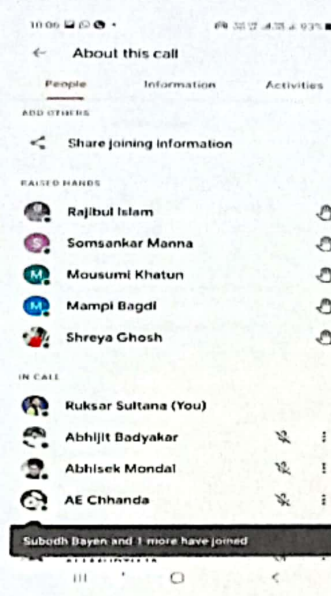 10:06
93%
About this call
People Information Activities
ADD OTHERS
Share joining information
RAISED HANDS
Rajibul Islam
S Somsankar Manna
M Mousumi Khatun
M Mampi Bagdi
Shreya Ghosh
IN CALL
Ruksar Sultana (You)
Abhijit Badyakar
Abhisek Mondal
AE Chhanda
Subodh Bayen and 1 more have joined